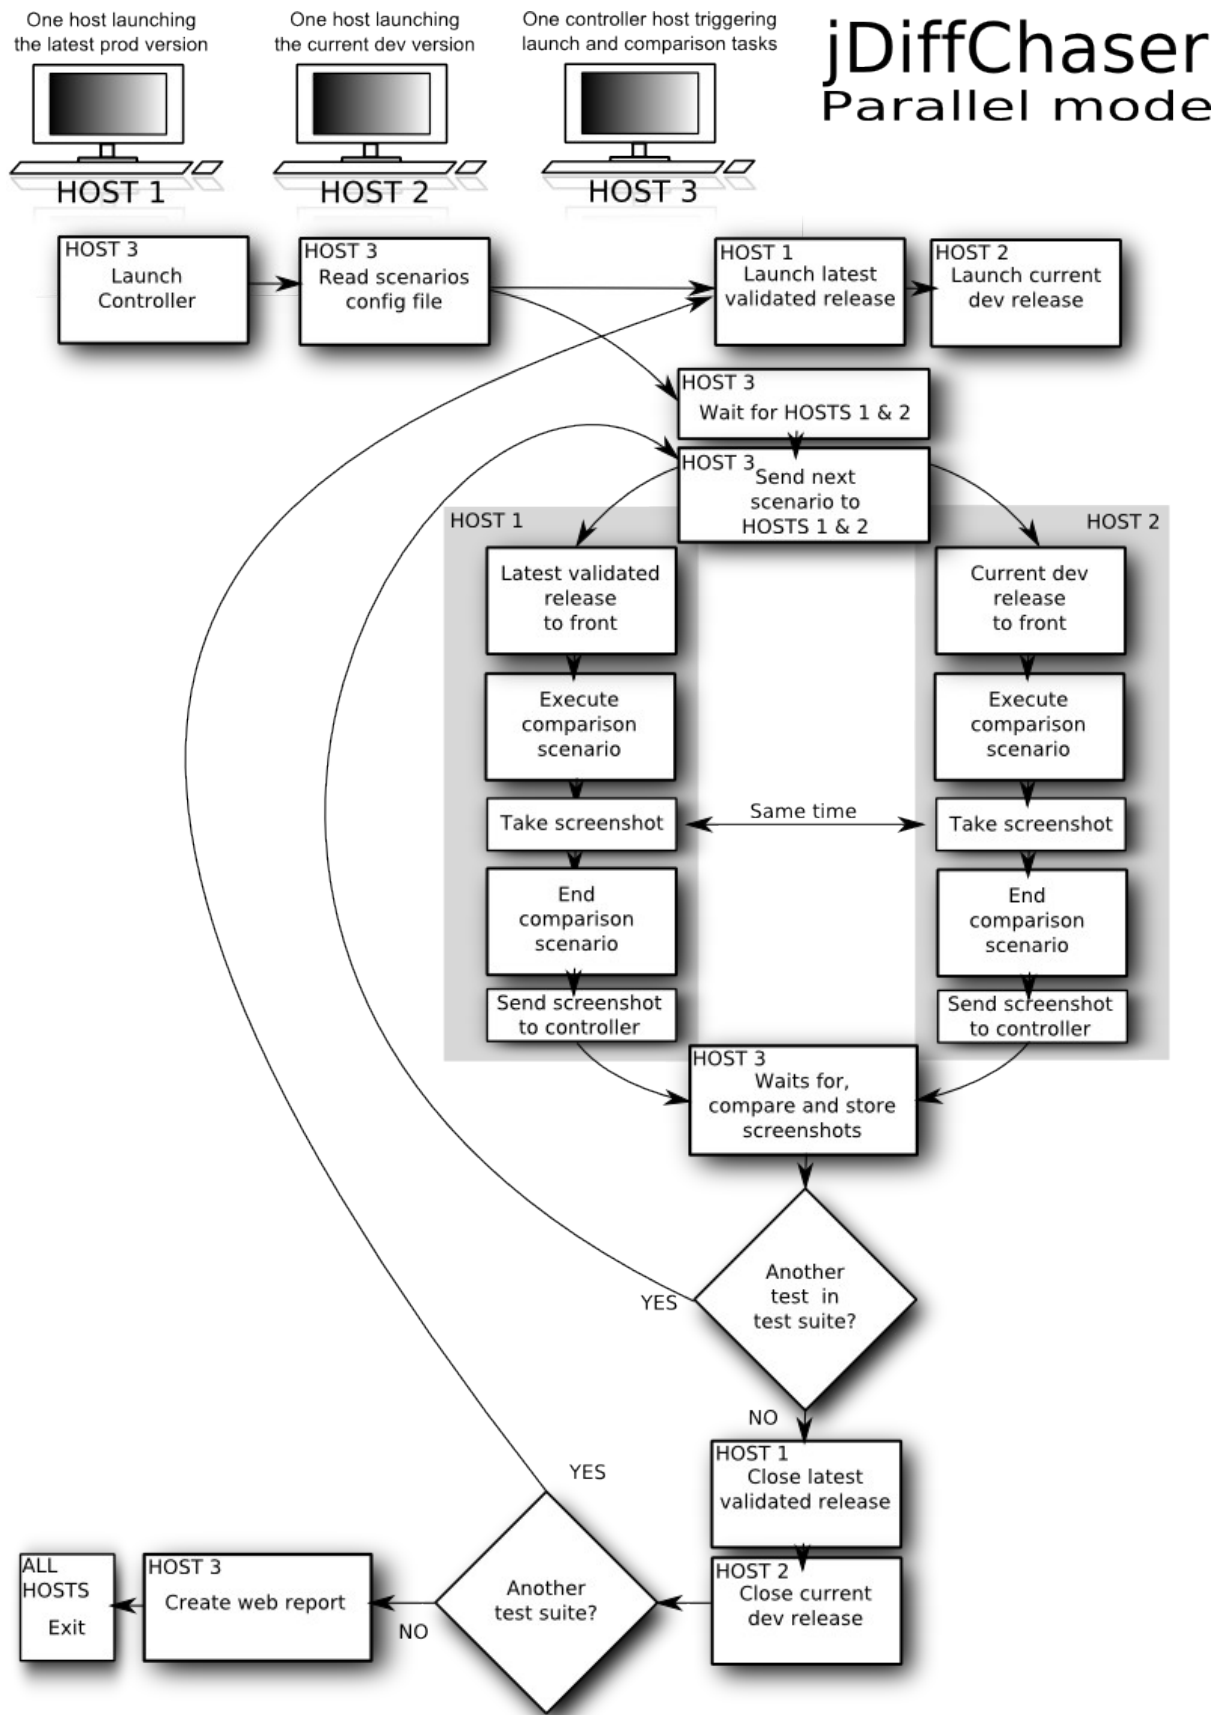 One host launching
the latest prod version
One host launching
the current dev version
One controller host triggering
launch and comparison tasks
jDiffChaser
Parallel mode
HOST 1
HOST 2
HOST 3
HOST 3
Launch
Controller
HOST 3
Read scenarios
config file
HOST 1
Launch latest
validated release
HOST 2
Launch current
dev release
HOST 3
Wait for HOSTS 1 & 2
HOST 3
Send next
scenario to
HOSTS 1 & 2
HOST 1
HOST 2
Latest validated
release
to front
Current dev
release
to front
Execute
comparison
scenario
Execute
comparison
scenario
Take screenshot
Same time
Take screenshot
End
comparison
scenario
End
comparison
scenario
Send screenshot
to controller
Send screenshot
to controller
HOST 3
Waits for,
compare and store
screenshots
Another
test in
test suite?
YES
NO
HOST 1
Close latest
validated release
HOST 2
Close current
dev release
YES
Another
test suite?
NO
HOST 3
Create web report
ALL
HOSTS
Exit